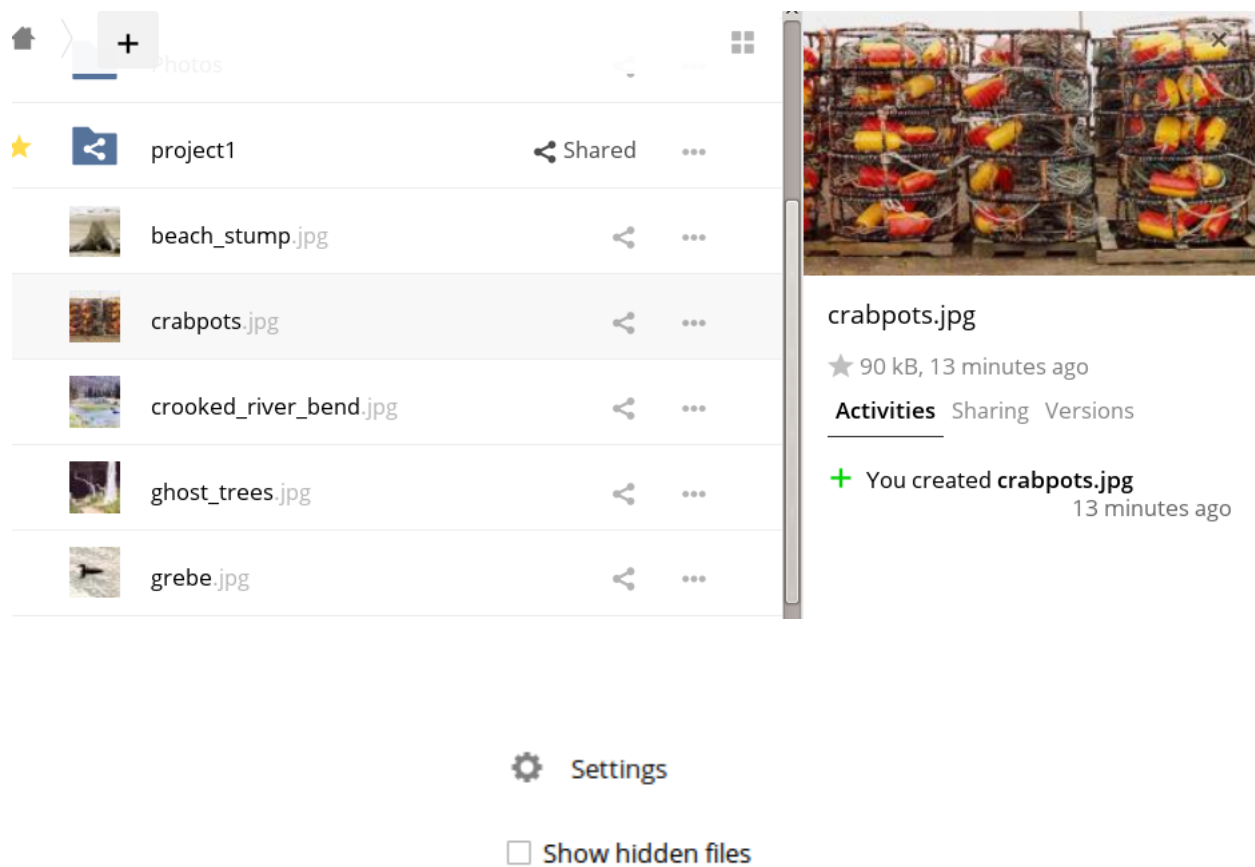 +
Photos
project1 Shared ...
beach_stump.jpg ...
crabpots.jpg ...
crooked_river_bend.jpg ...
ghost_trees.jpg ...
grebe.jpg ...
crabpots.jpg
90 kB, 13 minutes ago
Activities Sharing Versions
+ You created crabpots.jpg
13 minutes ago
Settings
Show hidden files